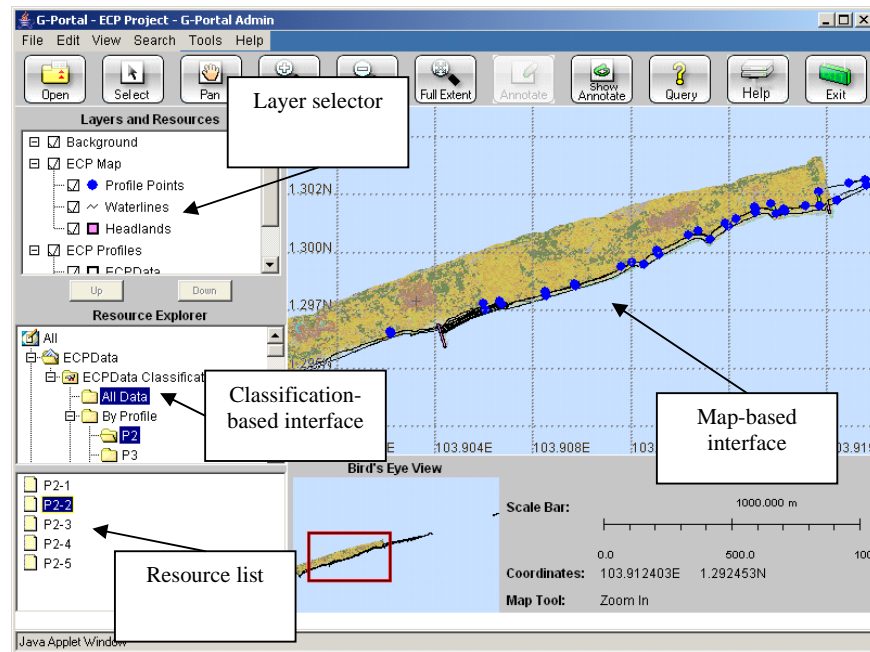 G-Portal - ECP Project - G-Portal Admin
File Edit View Search Tools Help
Open Select Pan Full Extent Annotate Show Annotate Query Help Exit
Layer selector
Layers and Resources
Background
ECP Map
Profile Points
Waterlines
Headlands
ECP Profiles
ECPData
Up Down
1.302N
1.300N
1.297N
Resource Explorer
All
ECPData
ECPData Classificat
All Data
By Profile
P2
P3
Classification-
based interface
Map-based
interface
E 103.904E 103.908E 103 103.919
P2-1
P2-2
P2-3
P2-4
P2-5
Resource list
Bird's Eye View
Scale Bar: 1000.000 m
0.0 500.0 100
Coordinates: 103.912403E 1.292453N
Map Tool: Zoom In
Java Applet Window